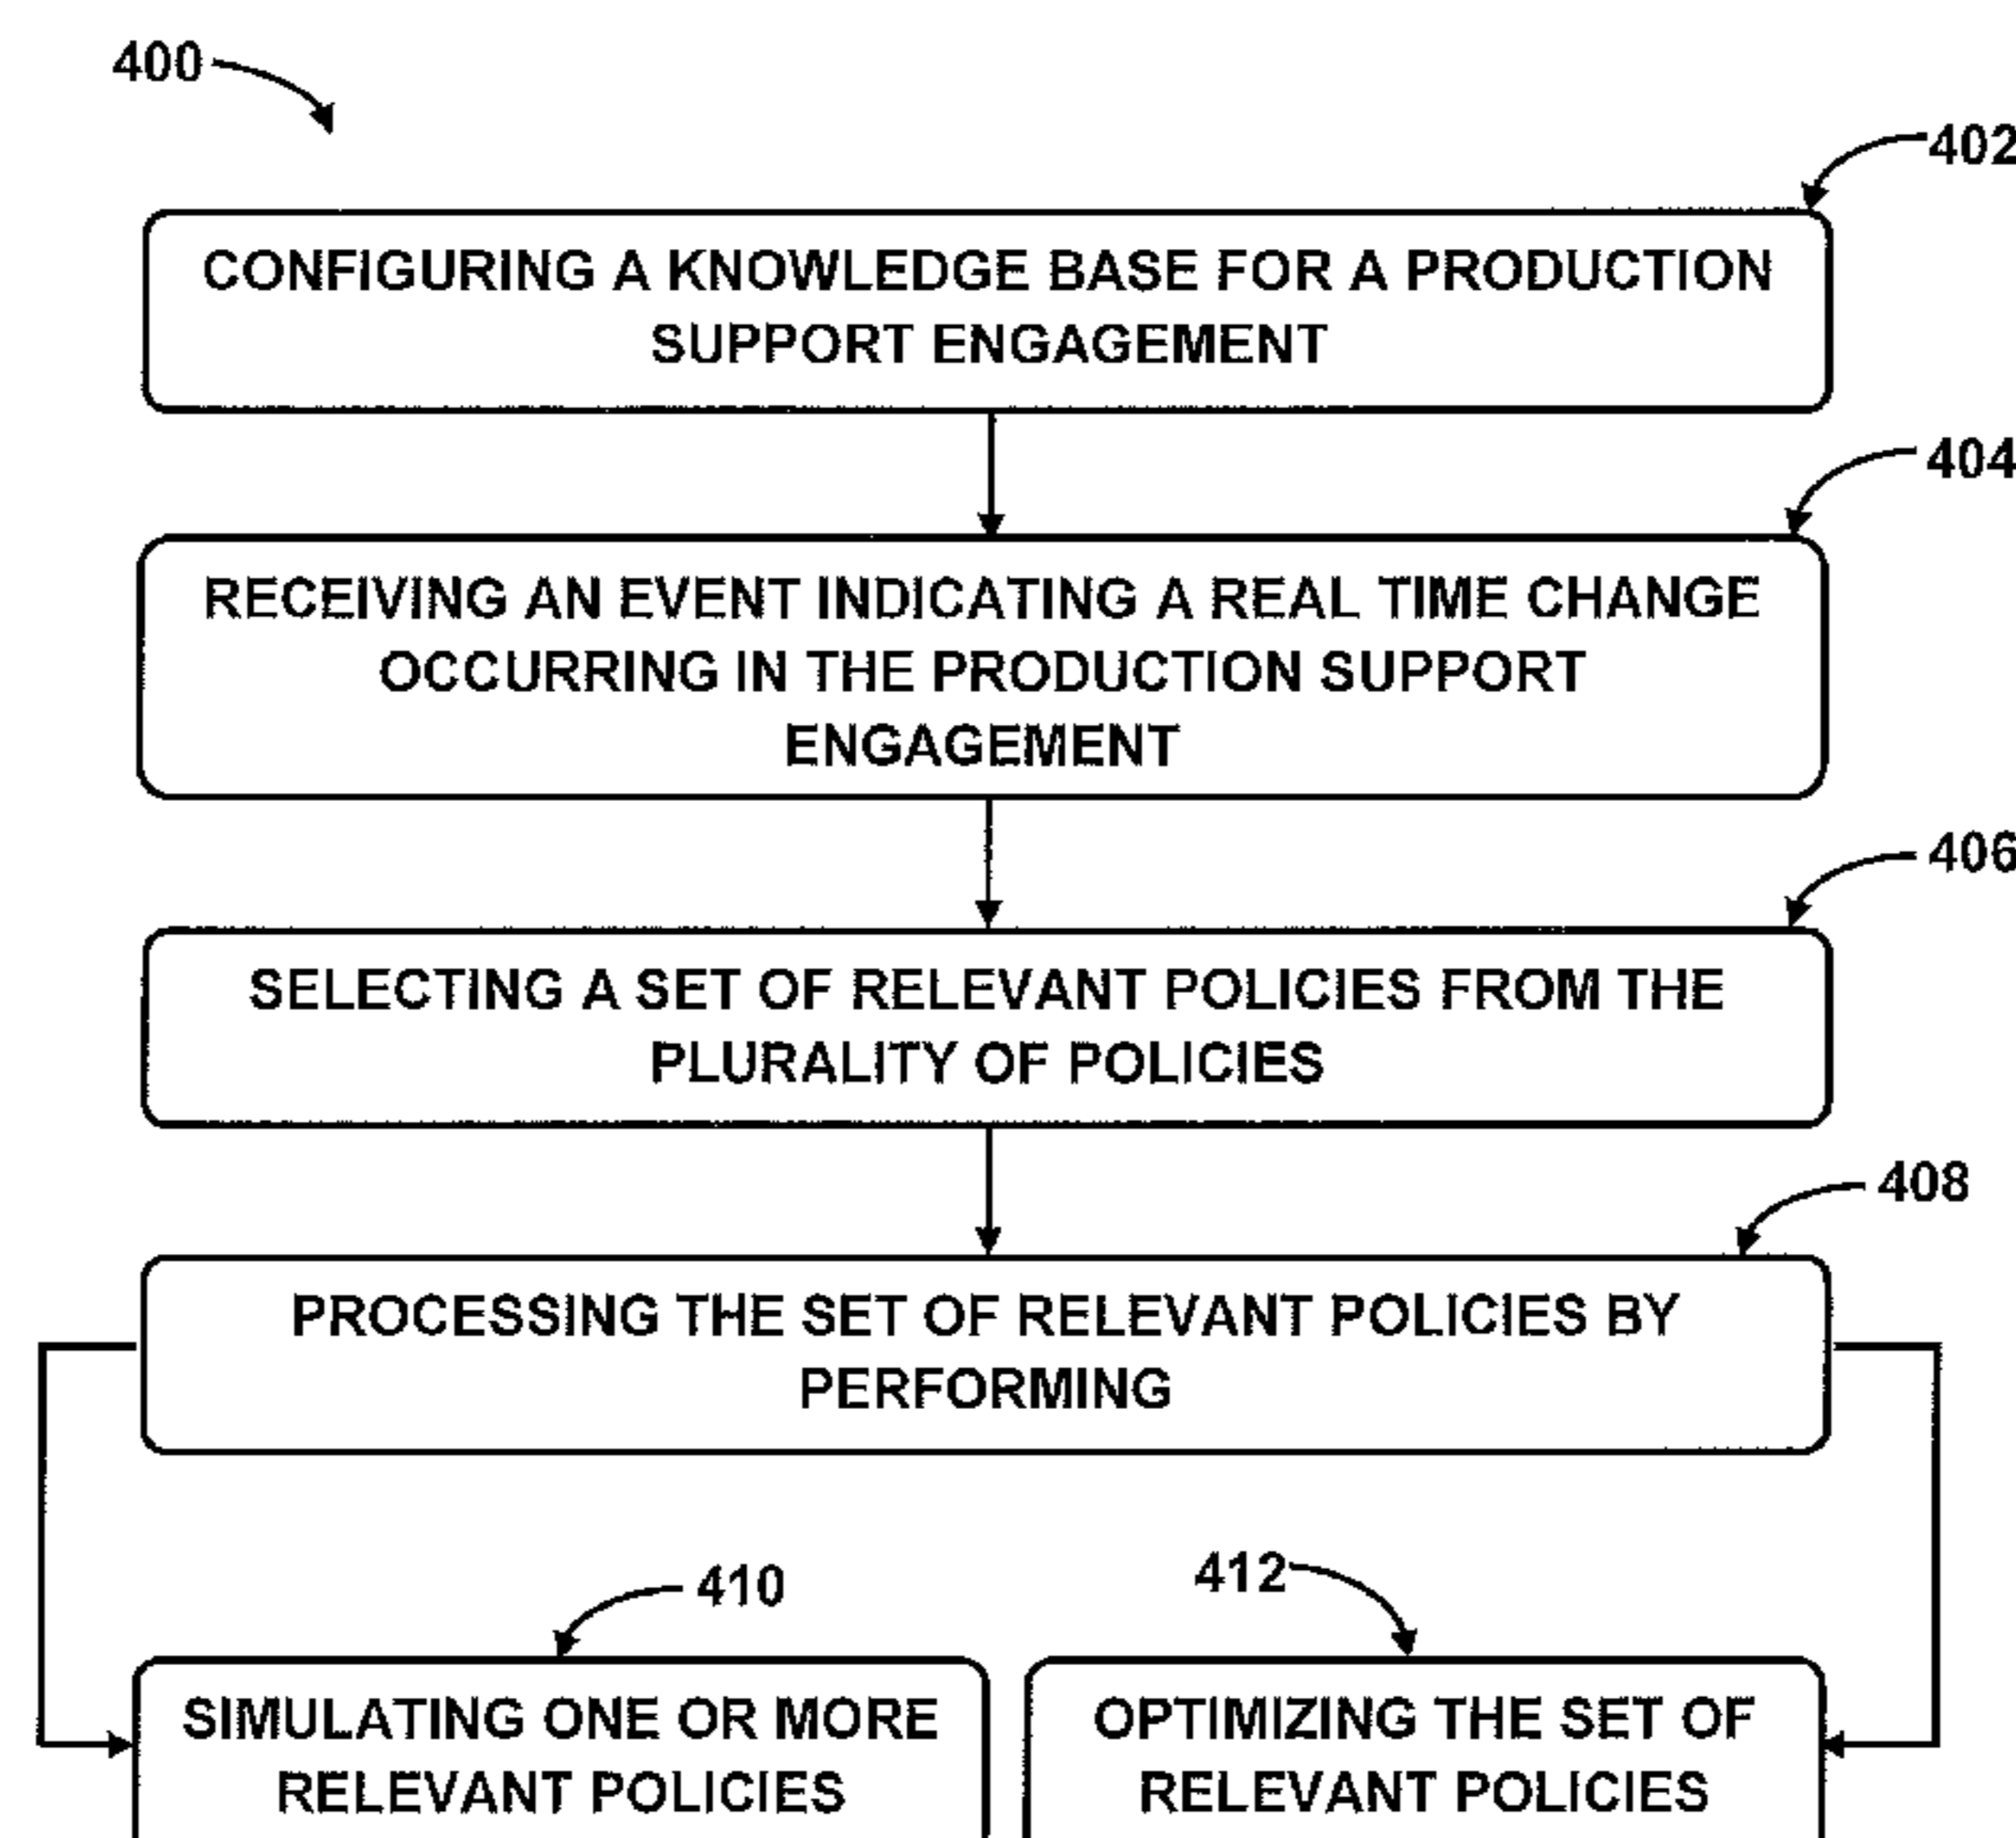 400
402
CONFIGURING A KNOWLEDGE BASE FOR A PRODUCTION
SUPPORT ENGAGEMENT
404
RECEIVING AN EVENT INDICATING A REAL TIME CHANGE
OCCURRING IN THE PRODUCTION SUPPORT
ENGAGEMENT
406
SELECTING A SET OF RELEVANT POLICIES FROM THE
PLURALITY OF POLICIES
408
PROCESSING THE SET OF RELEVANT POLICIES BY
PERFORMING
410
SIMULATING ONE OR MORE
RELEVANT POLICIES
412
OPTIMIZING THE SET OF
RELEVANT POLICIES